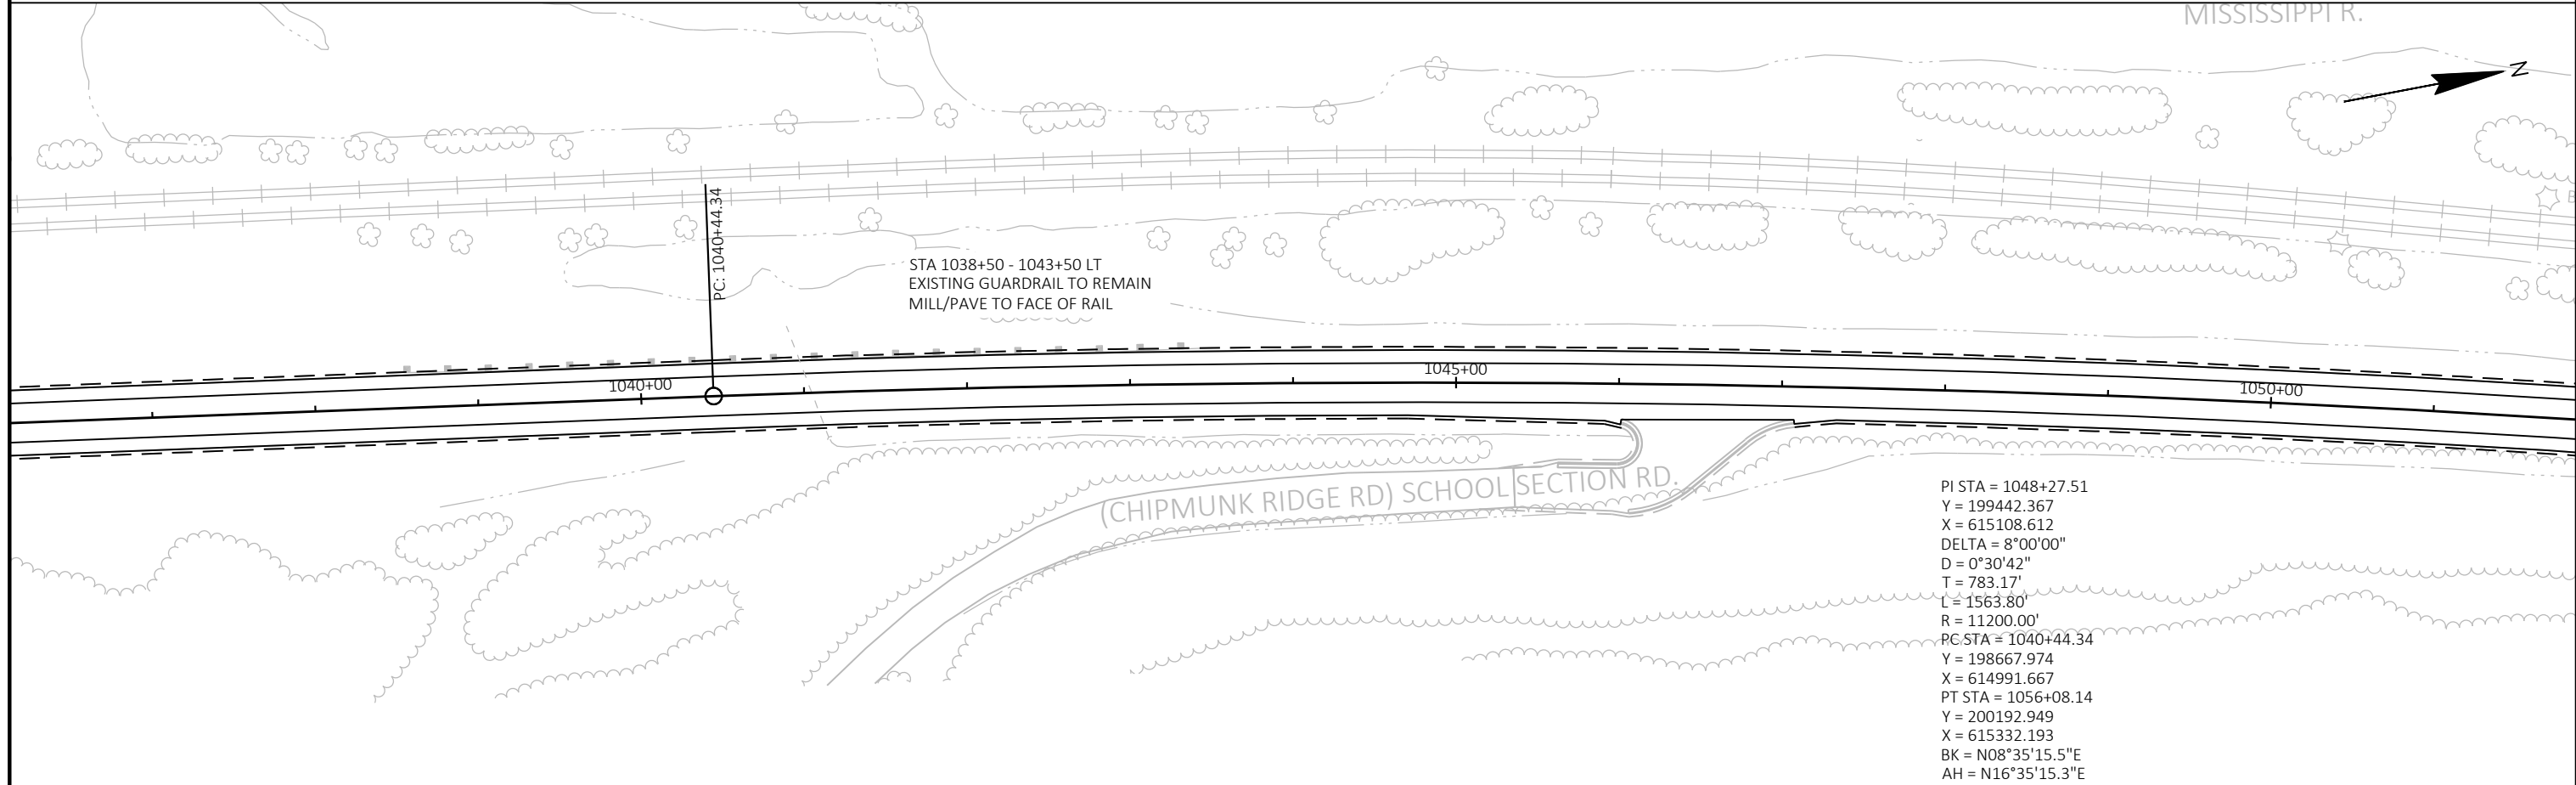 MISSISSIPPI R.
N
PC: 1040+44.34
STA 1038+50 - 1043+50 LT
EXISTING GUARDRAIL TO REMAIN
MILL/PAVE TO FACE OF RAIL
1040+00
1045+00
1050+00
(CHIPMUNK RIDGE RD) SCHOOL SECTION RD.
PI STA = 1048+27.51
Y = 199442.367
X = 615108.612
DELTA = 8°00'00"
D = 0°30'42"
T = 783.17'
L = 1563.80'
R = 11200.00'
PC STA = 1040+44.34
Y = 198667.974
X = 614991.667
PT STA = 1056+08.14
Y = 200192.949
X = 615332.193
BK = N08°35'15.5"E
AH = N16°35'15.3"E